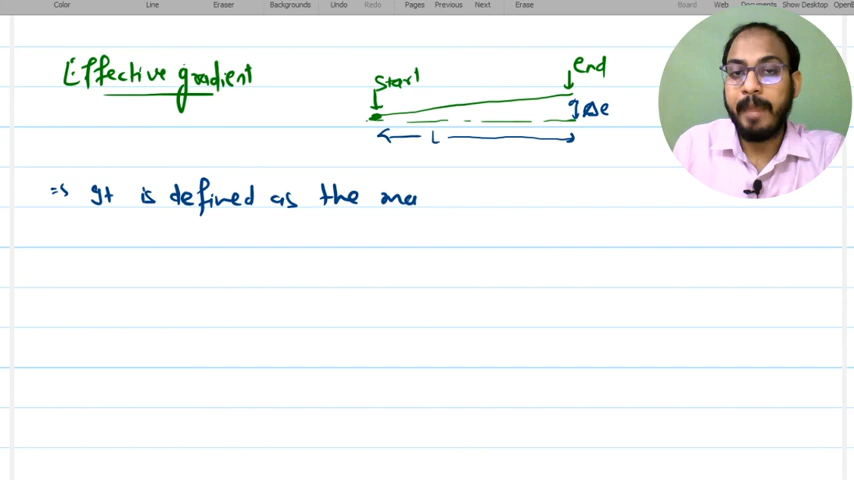 Color Line Eraser Backgrounds Undo Redo Pages Previous Next Erase Board Web Documents Show Desktop
Effective gradient
Start
end
Δe
L
⇒ It is defined as the ma